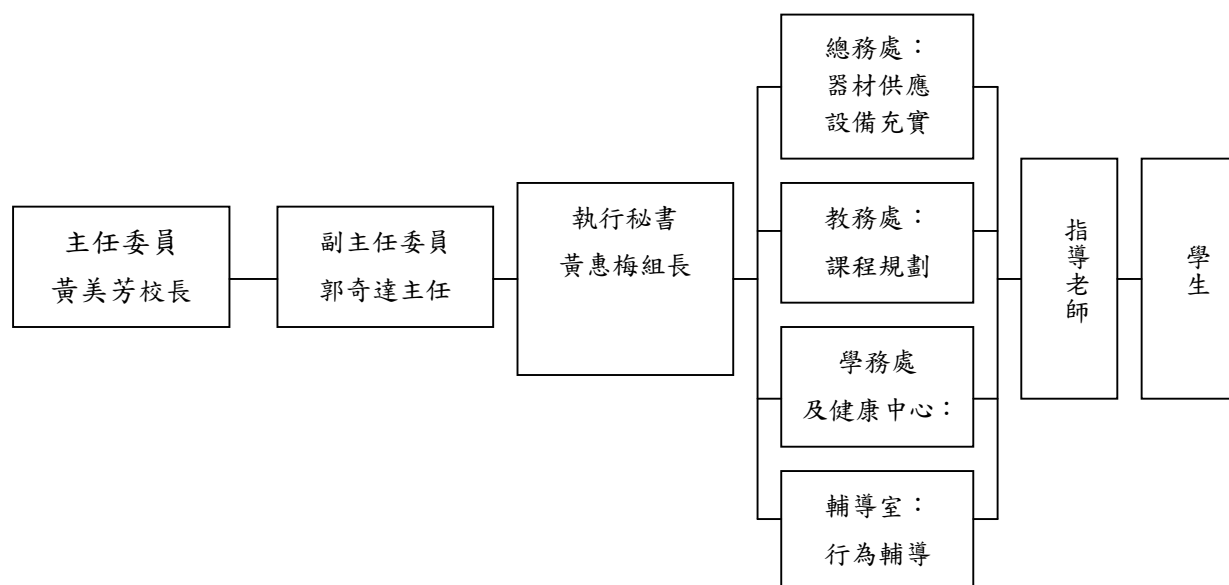 主任委員
黃美芳校長
副主任委員
郭奇達主任
執行秘書
黃惠梅組長
總務處：
器材供應
設備充實
教務處：
課程規劃
學務處
及健康中心：
輔導室：
行為輔導
指導老師
學生